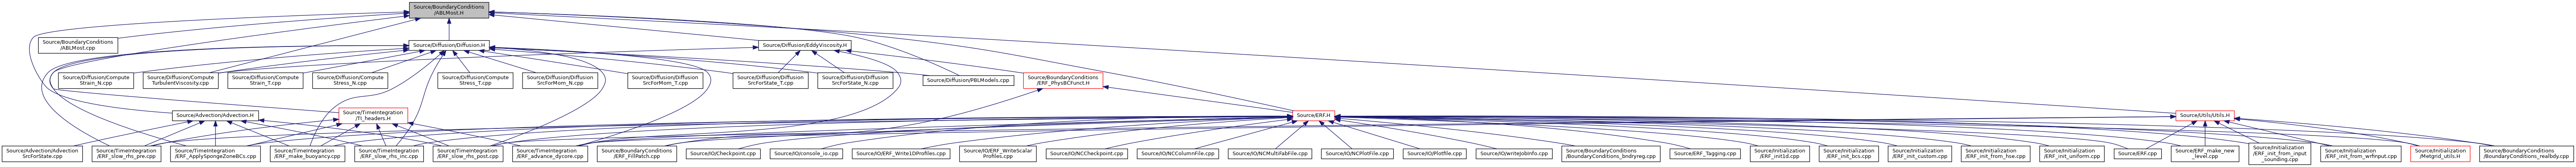 Source/BoundaryConditions
/ABLMost.H
Source/BoundaryConditions
/ABLMost.cpp
Source/Diffusion/Diffusion.H
Source/Diffusion/EddyViscosity.H
Source/Diffusion/Compute
Strain_N.cpp
Source/Diffusion/Compute
TurbulentViscosity.cpp
Source/Diffusion/Compute
Strain_T.cpp
Source/Diffusion/Compute
Stress_N.cpp
Source/Diffusion/Compute
Stress_T.cpp
Source/Diffusion/Diffusion
SrcForMom_N.cpp
Source/Diffusion/Diffusion
SrcForMom_T.cpp
Source/Diffusion/Diffusion
SrcForState_T.cpp
Source/Diffusion/Diffusion
SrcForState_N.cpp
Source/Diffusion/PBLModels.cpp
Source/BoundaryConditions
/ERF_PhysBCFunct.H
Source/Advection/Advection.H
Source/TimeIntegration
/TI_headers.H
Source/ERF.H
Source/Utils/Utils.H
Source/Advection/Advection
SrcForState.cpp
Source/TimeIntegration
/ERF_slow_rhs_pre.cpp
Source/TimeIntegration
/ERF_ApplySpongeZoneBCs.cpp
Source/TimeIntegration
/ERF_make_buoyancy.cpp
Source/TimeIntegration
/ERF_slow_rhs_inc.cpp
Source/TimeIntegration
/ERF_slow_rhs_post.cpp
Source/TimeIntegration
/ERF_advance_dycore.cpp
Source/BoundaryConditions
/ERF_FillPatch.cpp
Source/IO/Checkpoint.cpp
Source/IO/console_io.cpp
Source/IO/ERF_Write1DProfiles.cpp
Source/IO/ERF_WriteScalar
Profiles.cpp
Source/IO/NCCheckpoint.cpp
Source/IO/NCColumnFile.cpp
Source/IO/NCMultiFabFile.cpp
Source/IO/NCPlotFile.cpp
Source/IO/Plotfile.cpp
Source/IO/writeJobInfo.cpp
Source/BoundaryConditions
/BoundaryConditions_bndryreg.cpp
Source/ERF_Tagging.cpp
Source/Initialization
/ERF_init1d.cpp
Source/Initialization
/ERF_init_bcs.cpp
Source/Initialization
/ERF_init_custom.cpp
Source/Initialization
/ERF_init_from_hse.cpp
Source/Initialization
/ERF_init_uniform.cpp
Source/ERF.cpp
Source/ERF_make_new
_level.cpp
Source/Initialization
/ERF_init_from_input
_sounding.cpp
Source/Initialization
/ERF_init_from_wrfinput.cpp
Source/Initialization
/Metgrid_utils.H
Source/BoundaryConditions
/BoundaryConditions_realbdy.cpp